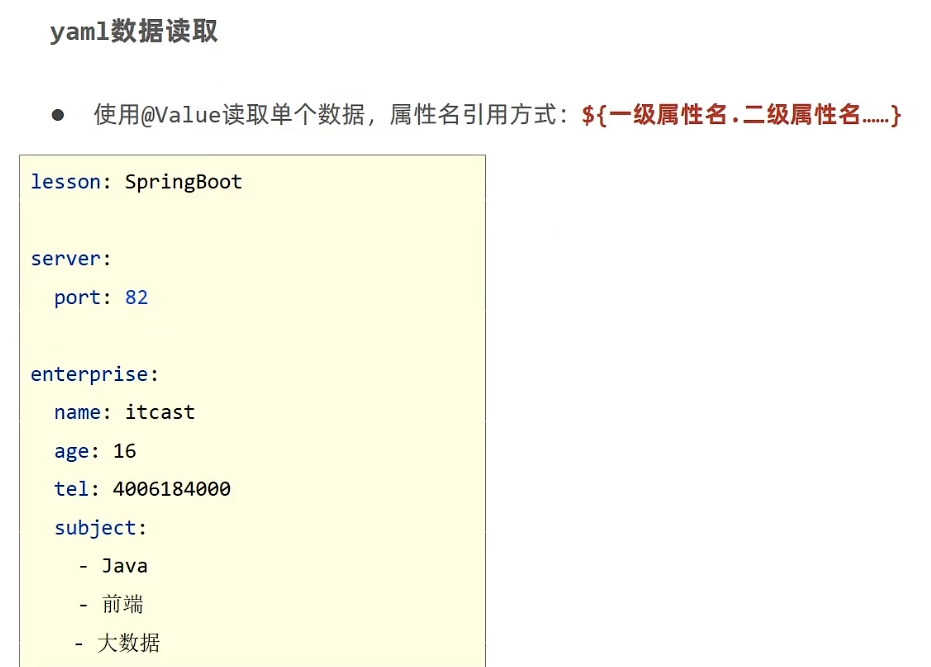 yaml数据读取
● 使用@Value读取单个数据，属性名引用方式：${一级属性名.二级属性名……}
lesson: SpringBoot
server:
  port: 82
enterprise:
  name: itcast
  age: 16
  tel: 4006184000
  subject:
    - Java
    - 前端
    - 大数据